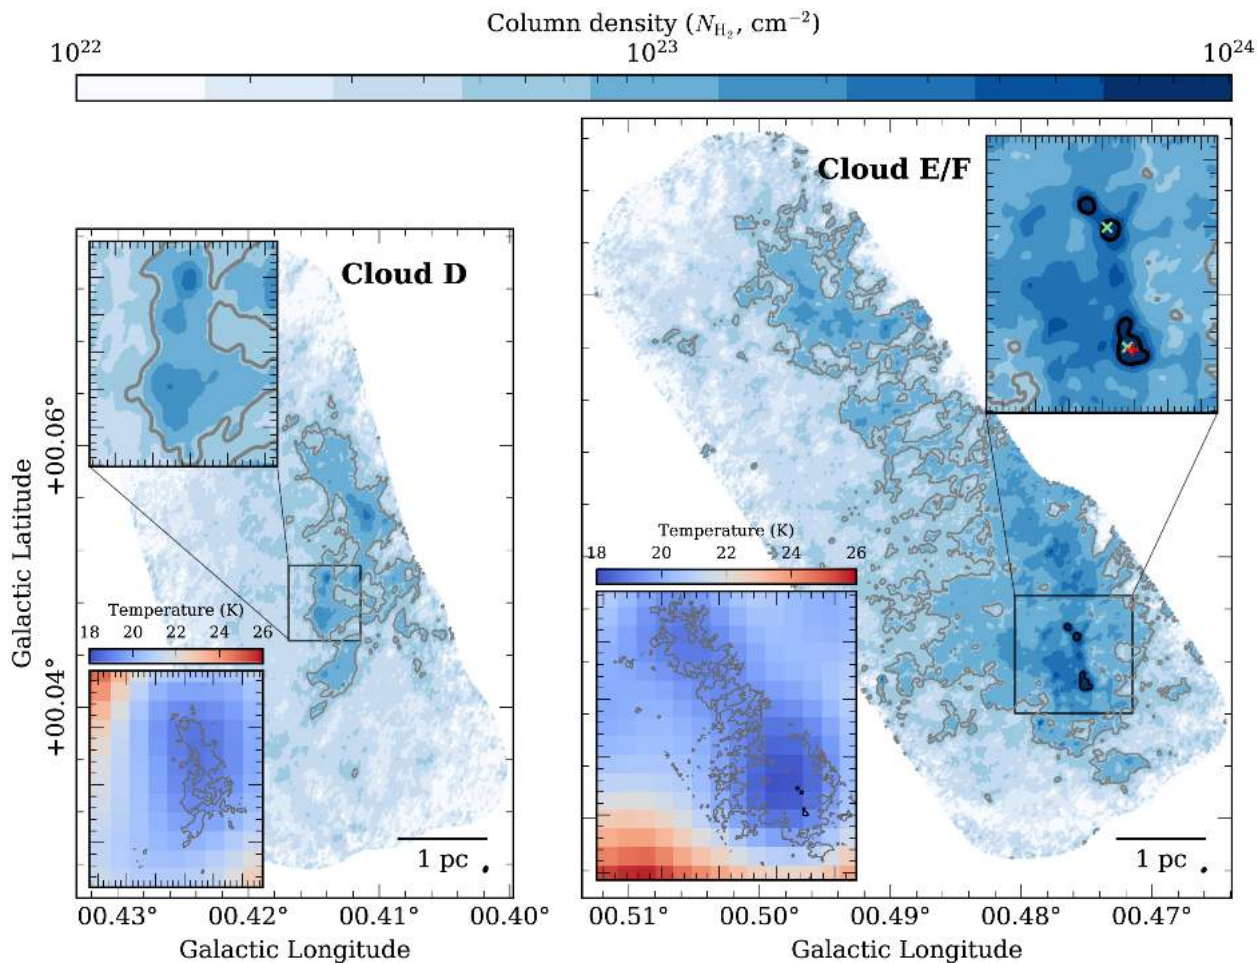 Column density (N_H₂, cm⁻²)
10²² 10²³ 10²⁴
Cloud D
Cloud E/F
+00.06°
+00.04°
Galactic Latitude
Temperature (K)
18 20 22 24 26
Temperature (K)
18 20 22 24 26
1 pc
1 pc
00.43° 00.42° 00.41° 00.40°
00.51° 00.50° 00.49° 00.48° 00.47°
Galactic Longitude
Galactic Longitude